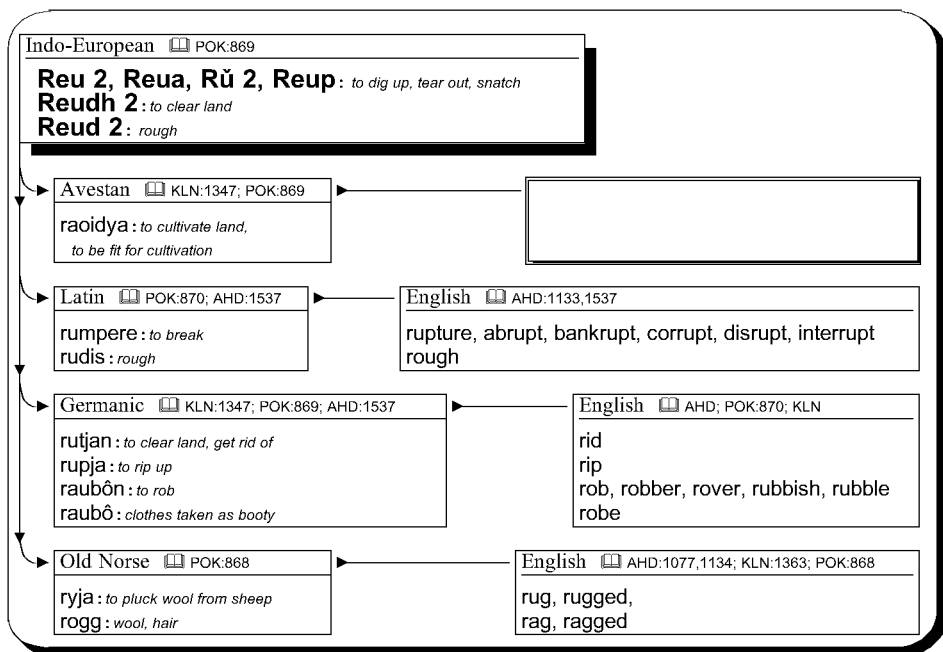 Indo-European POK:869
Reu 2, Reua, Rŭ 2, Reup: to dig up, tear out, snatch
Reudh 2: to clear land
Reud 2: rough
Avestan KLN:1347; POK:869
raoidya: to cultivate land,
to be fit for cultivation
Latin POK:870; AHD:1537
rumpere: to break
rudis: rough
English AHD:1133,1537
rupture, abrupt, bankrupt, corrupt, disrupt, interrupt
rough
Germanic KLN:1347; POK:869; AHD:1537
rutjan: to clear land, get rid of
rupja: to rip up
raubôn: to rob
raubô: clothes taken as booty
English AHD; POK:870; KLN
rid
rip
rob, robber, rover, rubbish, rubble
robe
Old Norse POK:868
ryja: to pluck wool from sheep
rogg: wool, hair
English AHD:1077,1134; KLN:1363; POK:868
rug, rugged,
rag, ragged